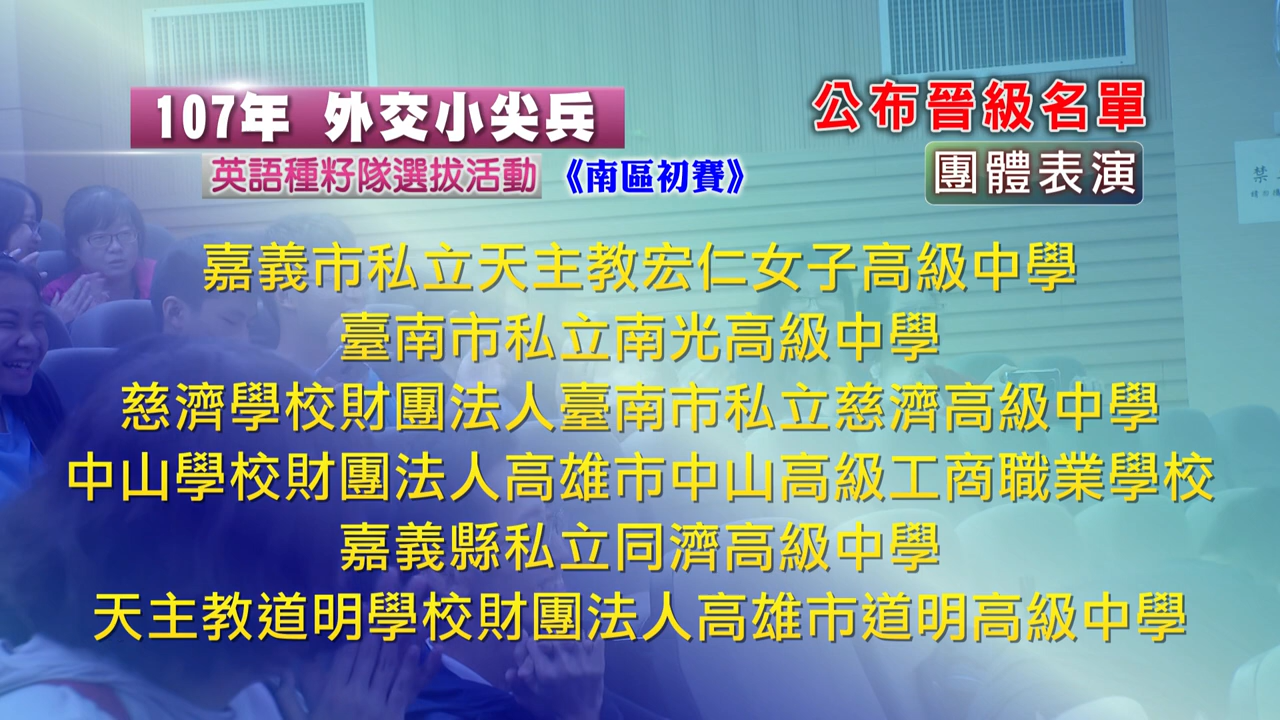 107年 外交小尖兵
英語種籽隊選拔活動 《南區初賽》
公布晉級名單
團體表演
禁
嘉義市私立天主教宏仁女子高級中學
臺南市私立南光高級中學
慈濟學校財團法人臺南市私立慈濟高級中學
中山學校財團法人高雄市中山高級工商職業學校
嘉義縣私立同濟高級中學
天主教道明學校財團法人高雄市道明高級中學